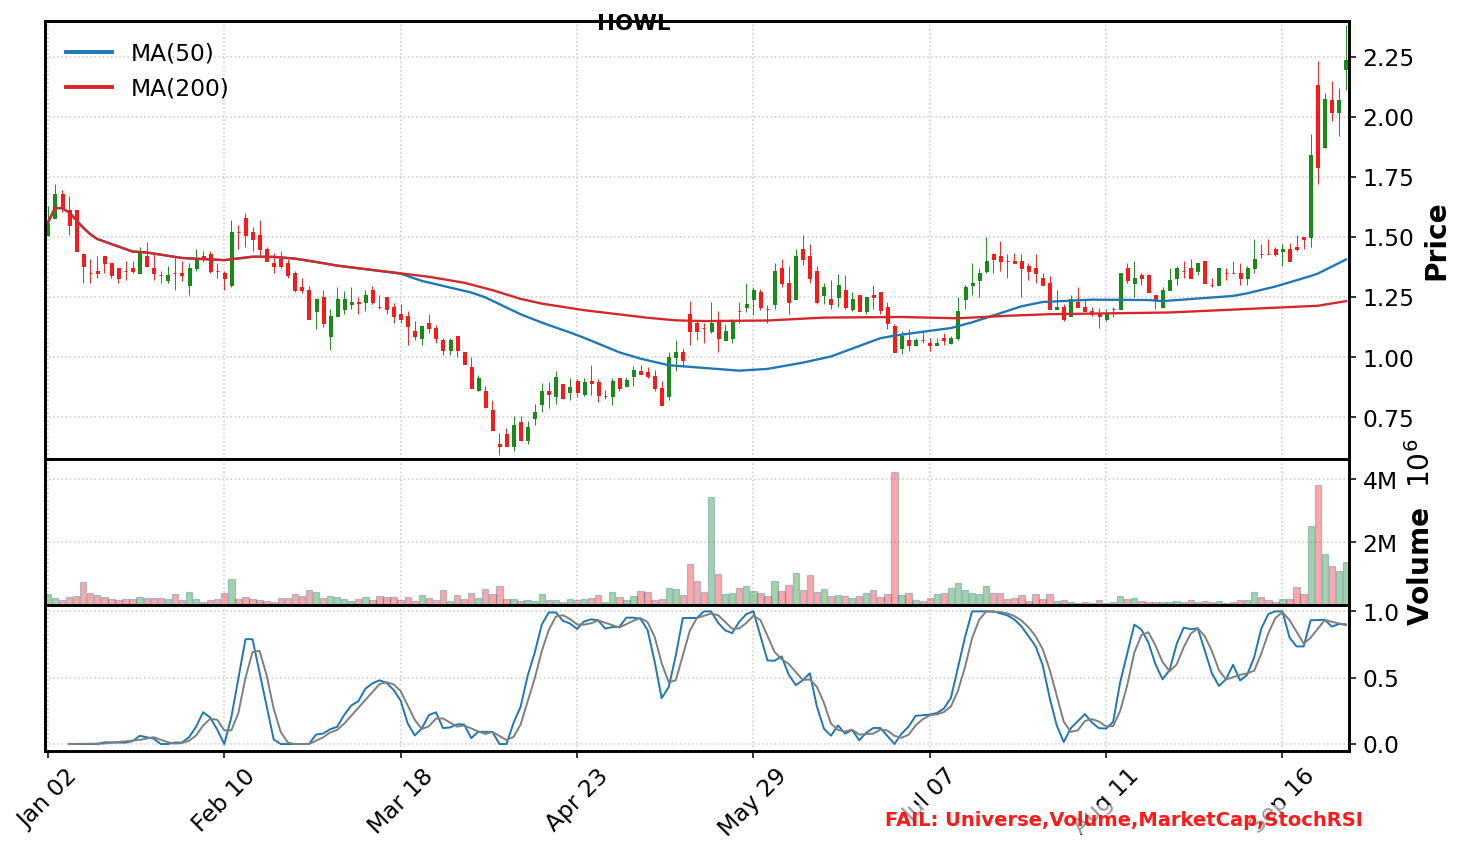 HOWL
MA(50)
MA(200)
2.25
2.00
1.75
1.50
1.25
1.00
0.75
Price
4M
2M
Volume 10⁶
1.0
0.5
0.0
Jan 02
Feb 10
Mar 18
Apr 23
May 29
Jul 07
Aug 11
Sep 16
FAIL: Universe,Volume,MarketCap,StochRSI